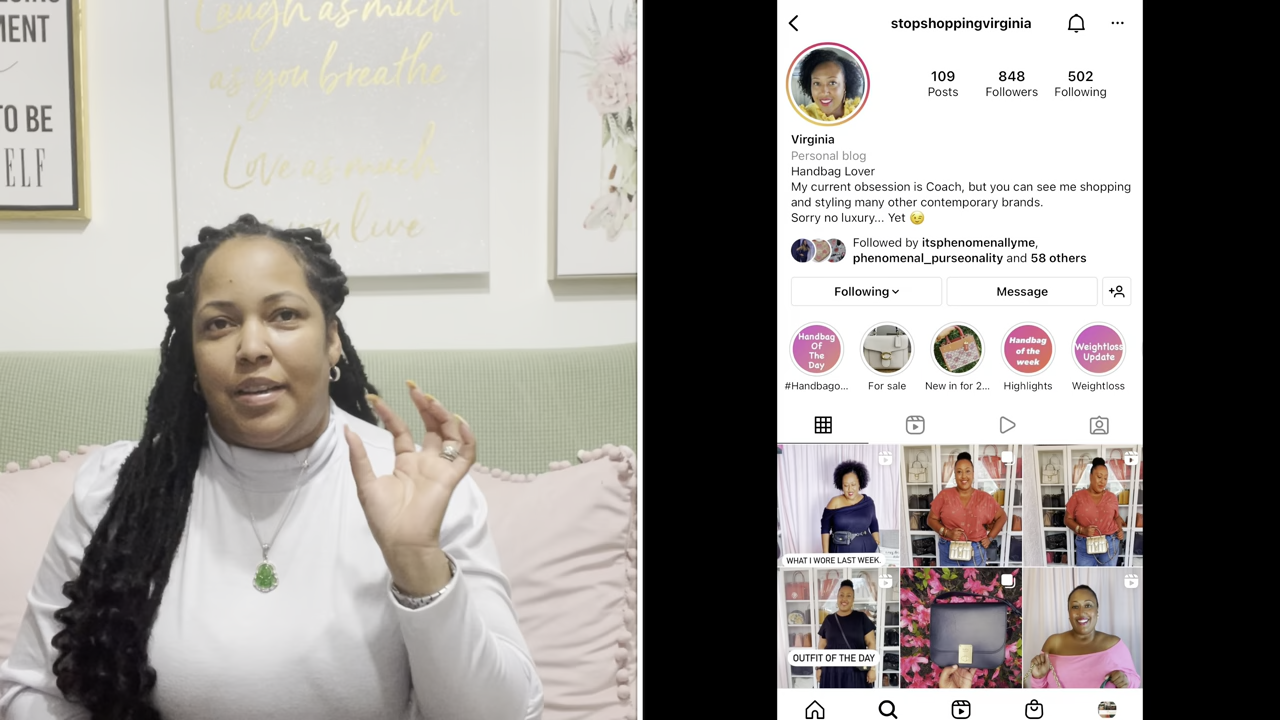 MENT
TO BE
ELF
Laugh as much
as you breathe
Love as much
you live
stopshoppingvirginia
109
848
502
Posts
Followers
Following
Virginia
Personal blog
Handbag Lover
My current obsession is Coach, but you can see me shopping
and styling many other contemporary brands.
Sorry no luxury... Yet 😉
Followed by itsphenomenallyme,
phenomenal_purseonality and 58 others
Following
Message
Handbag
Of
The
Day
Handbag
of the
week
Weightloss
Update
#Handbago...
For sale
New in for 2...
Highlights
Weightloss
WHAT I WORE LAST WEEK.
OUTFIT OF THE DAY